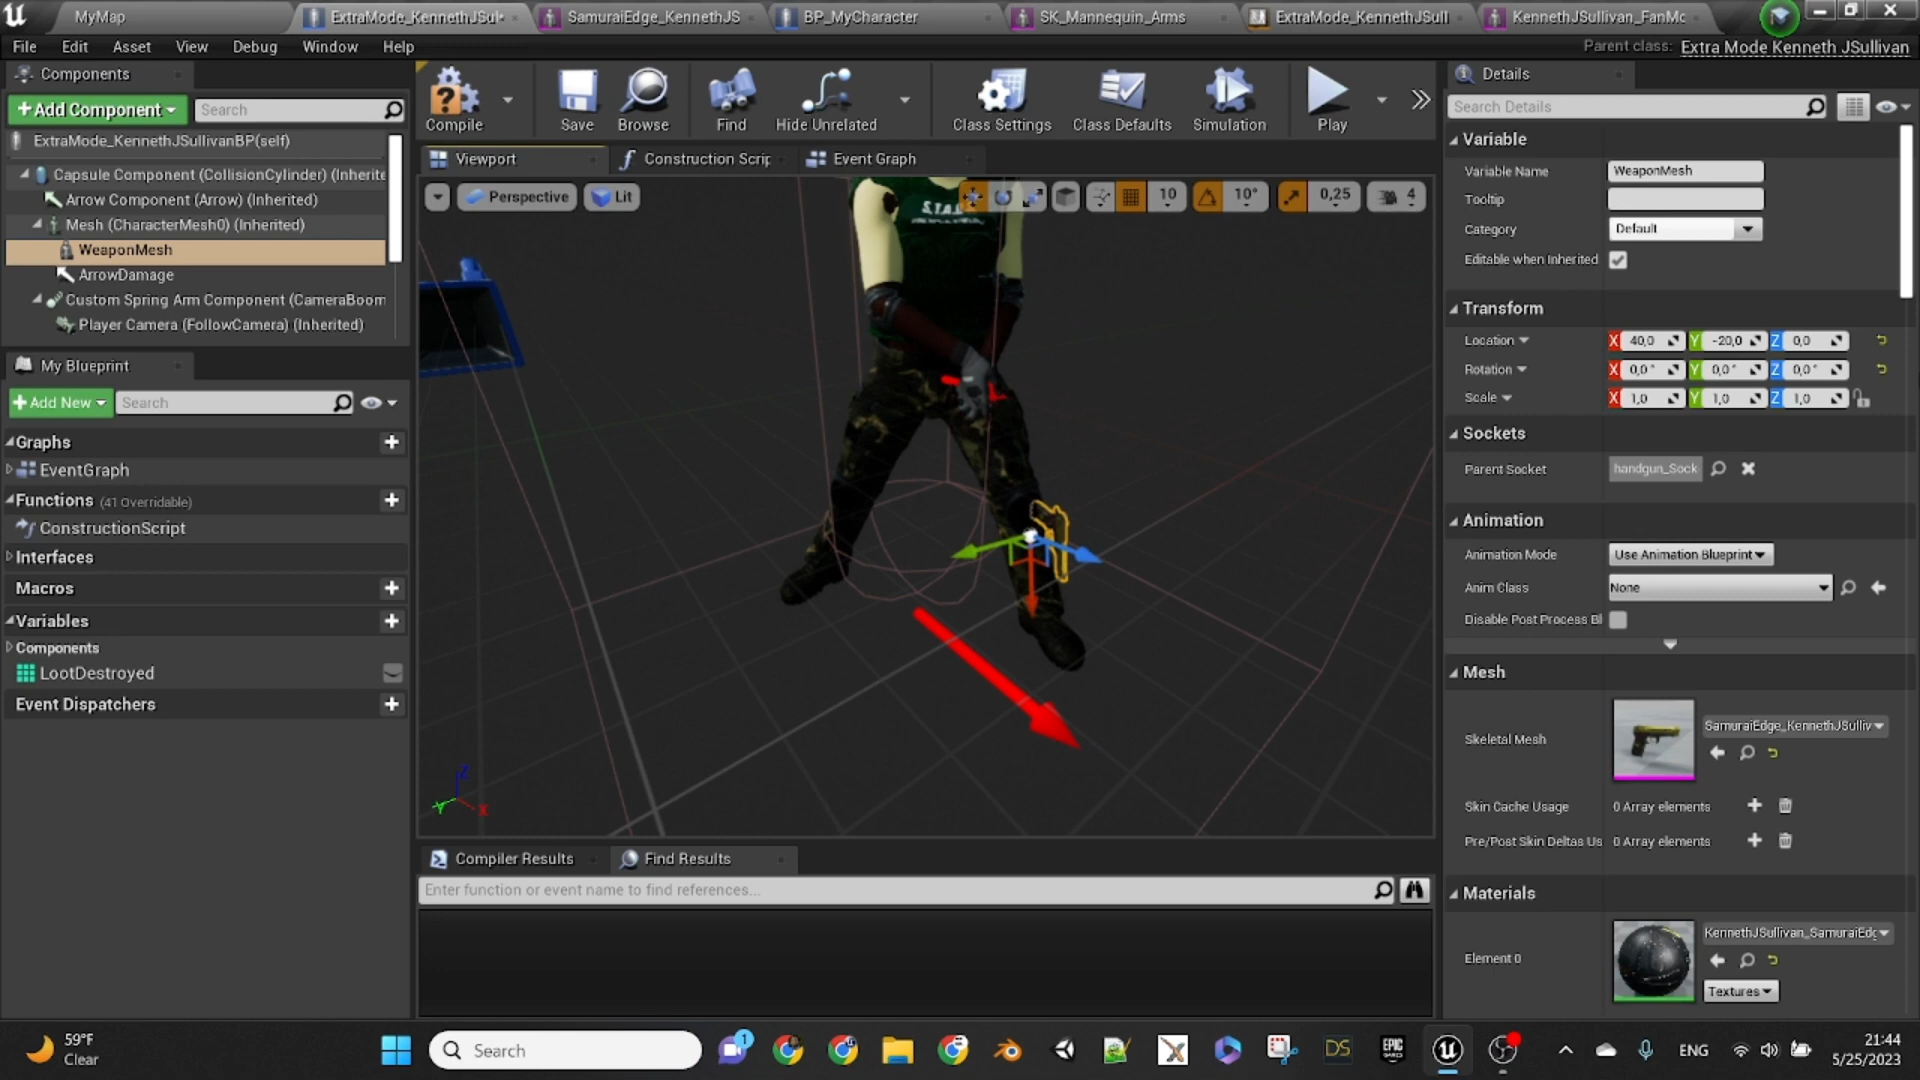 MyMap
ExtraMode_KennethJSul*
SamuraiEdge_KennethJS
BP_MyCharacter
SK_Mannequin_Arms
ExtraMode_KennethJSull
KennethJSullivan_FanMc
File Edit Asset View Debug Window Help
Parent class: Extra Mode Kenneth JSullivan
Components
+Add Component
Search
ExtraMode_KennethJSullivanBP(self)
Capsule Component (CollisionCylinder) (Inherite
Arrow Component (Arrow) (Inherited)
Mesh (CharacterMesh0) (Inherited)
WeaponMesh
ArrowDamage
Custom Spring Arm Component (CameraBoom
Player Camera (FollowCamera) (Inherited)
My Blueprint
+Add New
Search
Graphs
EventGraph
Functions (41 Overridable)
ConstructionScript
Interfaces
Macros
Variables
Components
LootDestroyed
Event Dispatchers
Compile
Save
Browse
Find
Hide Unrelated
Class Settings
Class Defaults
Simulation
Play
Viewport
Construction Scrip
Event Graph
Perspective
Lit
10
10°
0,25
4
Z
Y
X
Compiler Results
Find Results
Enter function or event name to find references...
Details
Search Details
Variable
Variable Name WeaponMesh
Tooltip
Category Default
Editable when Inherited
Transform
Location X 40,0 Y -20,0 Z 0,0
Rotation X 0,0° Y 0,0° Z 0,0°
Scale X 1,0 Y 1,0 Z 1,0
Sockets
Parent Socket handgun_Sock
Animation
Animation Mode Use Animation Blueprint
Anim Class None
Disable Post Process Bl
Mesh
Skeletal Mesh SamuraiEdge_KennethJSulliv
Skin Cache Usage 0 Array elements
Pre/Post Skin Deltas Us 0 Array elements
Materials
Element 0 KennethJSullivan_SamuraiEdg
Textures
59°F
Clear
Search
1
DS
EPIC
GAMES
ENG
21:44
5/25/2023